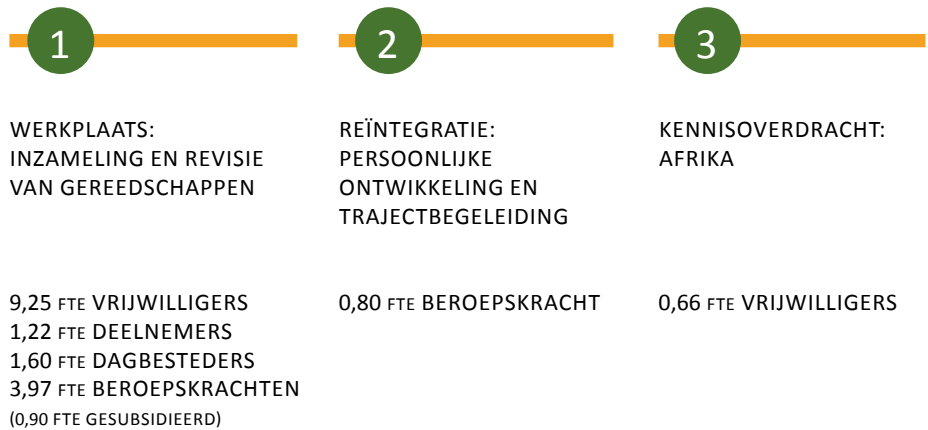 1
WERKPLAATS:
INZAMELING EN REVISIE
VAN GEREEDSCHAPPEN
9,25 FTE VRIJWILLIGERS
1,22 FTE DEELNEMERS
1,60 FTE DAGBESTEDERS
3,97 FTE BEROEPSKRACHTEN
(0,90 FTE GESUBSIDIEERD)
2
REÏNTEGRATIE:
PERSOONLIJKE
ONTWIKKELING EN
TRAJECTBEGELEIDING
0,80 FTE BEROEPSKRACHT
3
KENNISOVERDRACHT:
AFRIKA
0,66 FTE VRIJWILLIGERS